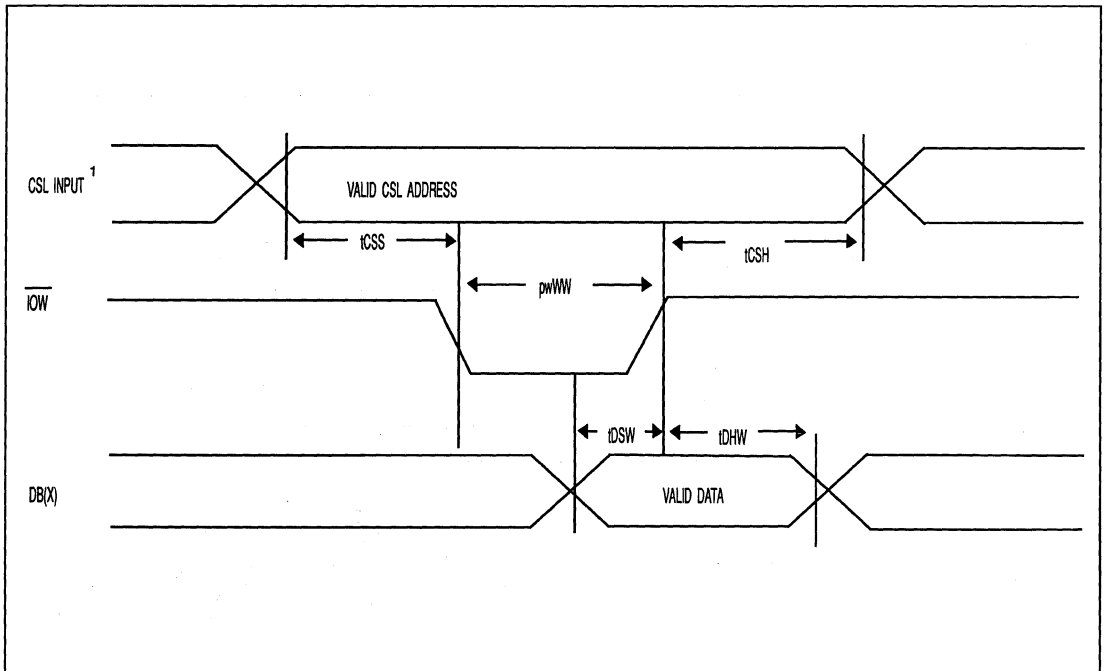 CSL INPUT 1
VALID CSL ADDRESS
tCSS
tCSH
pwWW
IOW
tDSW
tDHW
DB(X)
VALID DATA